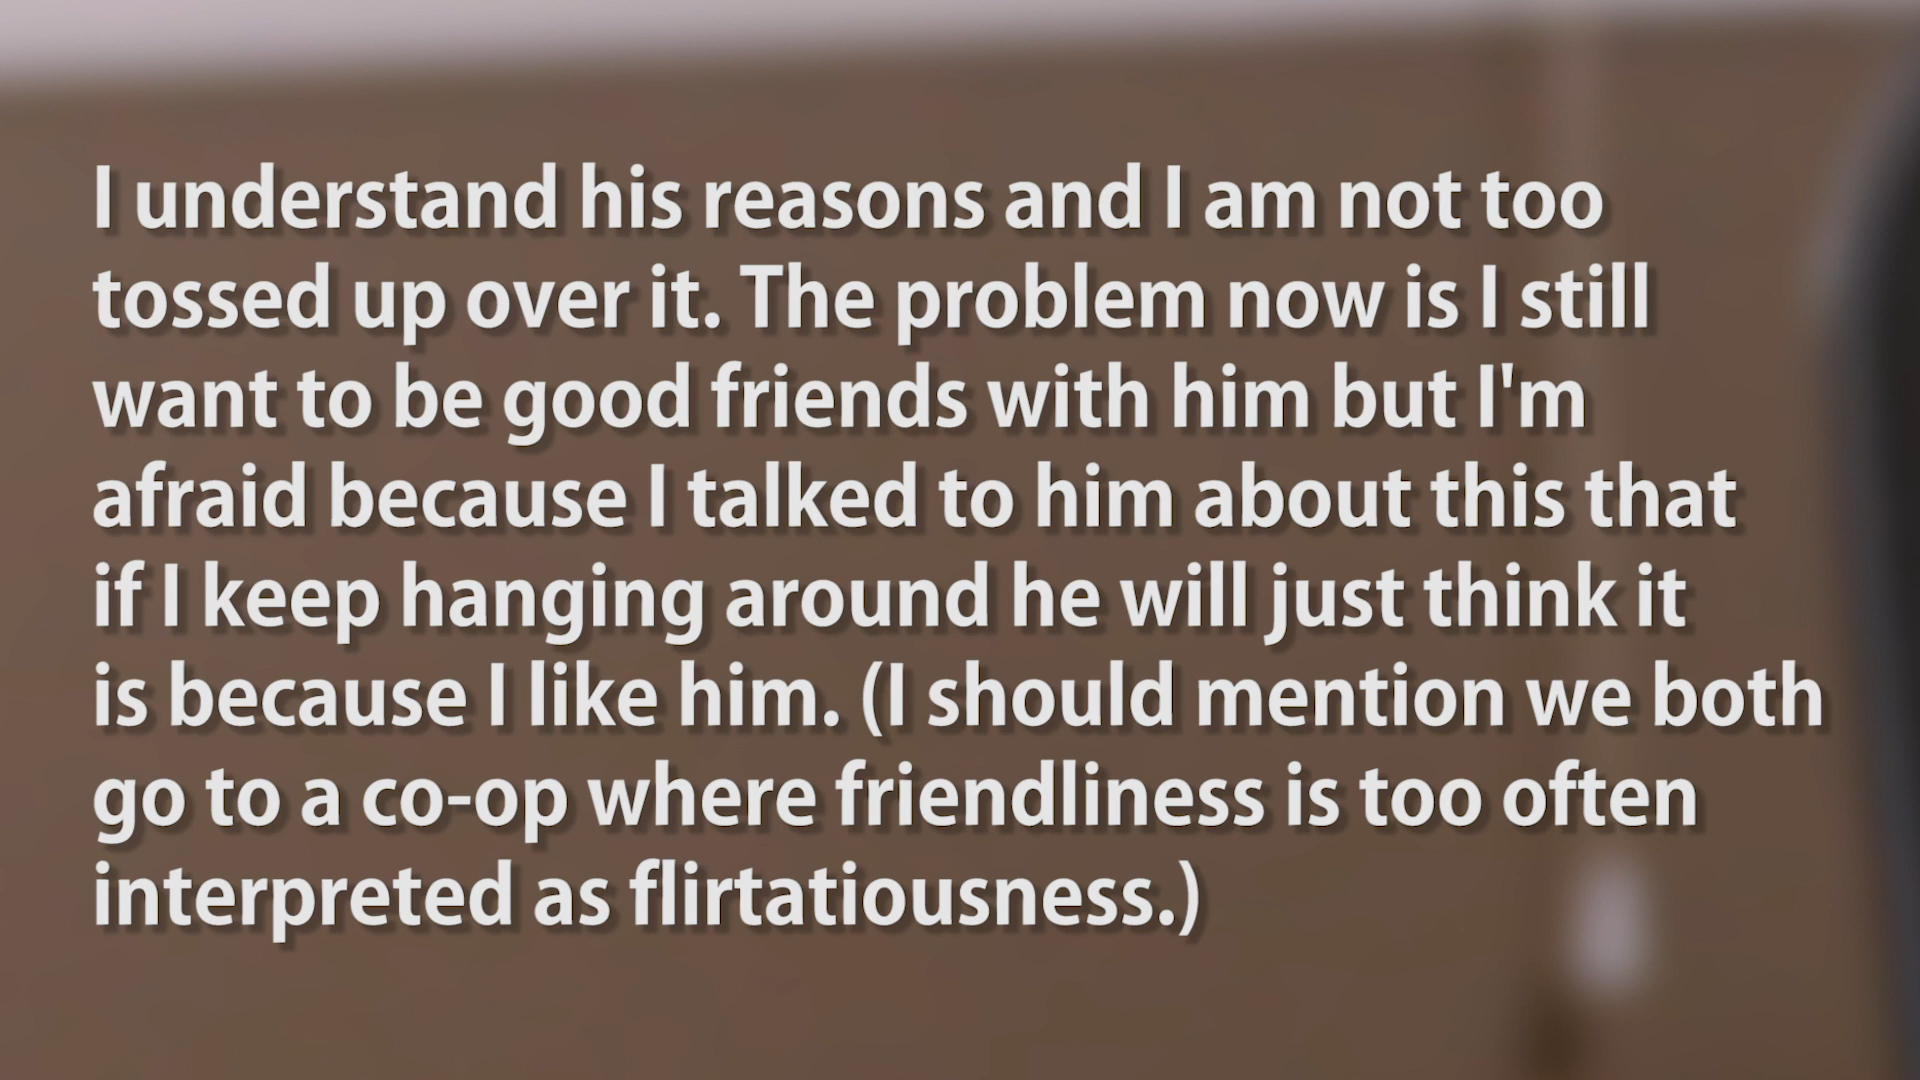 I understand his reasons and I am not too
tossed up over it. The problem now is I still
want to be good friends with him but I'm
afraid because I talked to him about this that
if I keep hanging around he will just think it
is because I like him. (I should mention we both
go to a co-op where friendliness is too often
interpreted as flirtatiousness.)